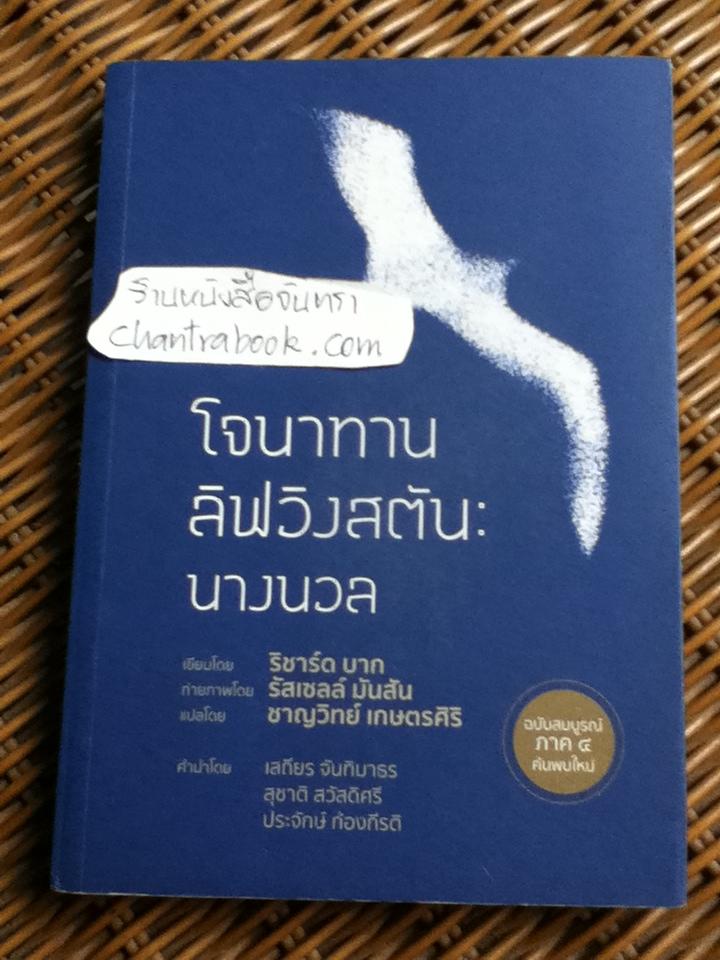 ร้านหนังสือจันทรา
chantrabook.com
โจนาทาน
ลิฟวิงสตัน:
นางนวล
เขียนโดย ริชาร์ด บาก
ถ่ายภาพโดย รัสเซลล์ มันสัน
แปลโดย ชาญวิทย์ เกษตรศิริ
คำนำโดย เสถียร จันทิมาธร
สุชาติ สวัสดิ์ศรี
ประจักษ์ ก้องกีรติ
ฉบับสมบูรณ์
ภาค ๔
ค้นพบใหม่